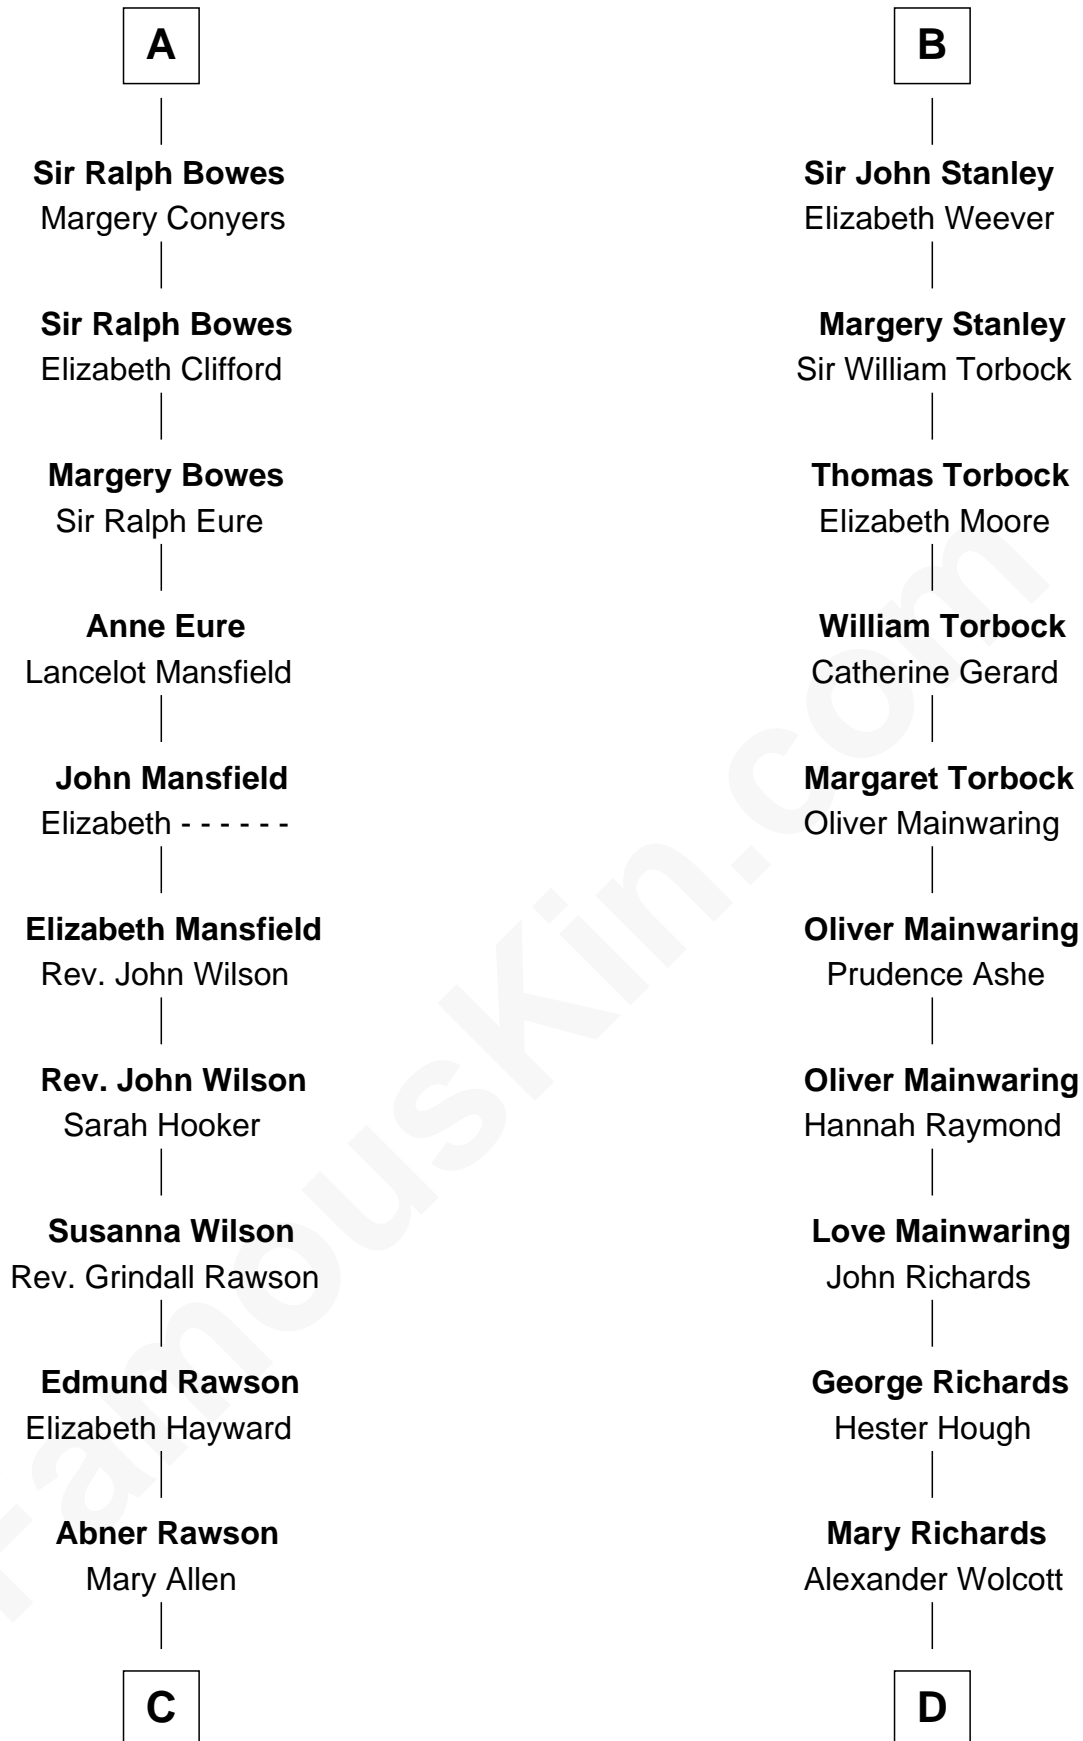 A
Sir Ralph Bowes
Margery Conyers
Sir Ralph Bowes
Elizabeth Clifford
Margery Bowes
Sir Ralph Eure
Anne Eure
Lancelot Mansfield
John Mansfield
Elizabeth - - - - - -
Elizabeth Mansfield
Rev. John Wilson
Rev. John Wilson
Sarah Hooker
Susanna Wilson
Rev. Grindall Rawson
Edmund Rawson
Elizabeth Hayward
Abner Rawson
Mary Allen
C
B
Sir John Stanley
Elizabeth Weever
Margery Stanley
Sir William Torbock
Thomas Torbock
Elizabeth Moore
William Torbock
Catherine Gerard
Margaret Torbock
Oliver Mainwaring
Oliver Mainwaring
Prudence Ashe
Oliver Mainwaring
Hannah Raymond
Love Mainwaring
John Richards
George Richards
Hester Hough
Mary Richards
Alexander Wolcott
D
FamousKin.com